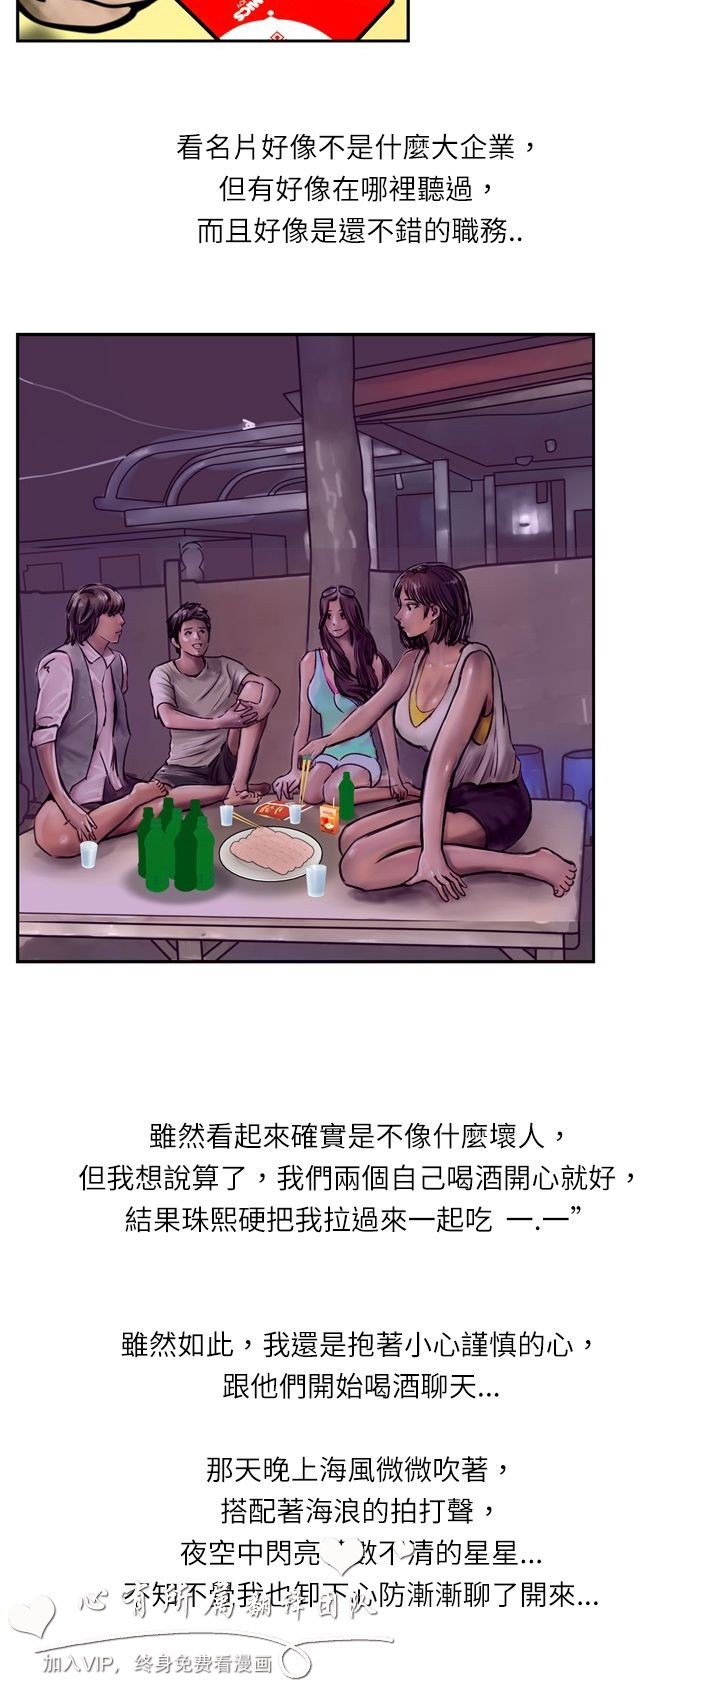 看名片好像不是什麼大企業，
但有好像在哪裡聽過，
而且好像是還不錯的職務..
雖然看起來確實是不像什麼壞人，
但我想說算了，我們兩個自己喝酒開心就好，
結果珠熙硬把我拉過來一起吃 一.一”
雖然如此，我還是抱著小心謹慎的心，
跟他們開始喝酒聊天...
那天晚上海風微微吹著，
搭配著海浪的拍打聲，
夜空中閃亮數不清的星星...
不知不覺我也卸下心防漸漸聊了開來...
心有所屬翻译团队
加入VIP，终身免费看漫画